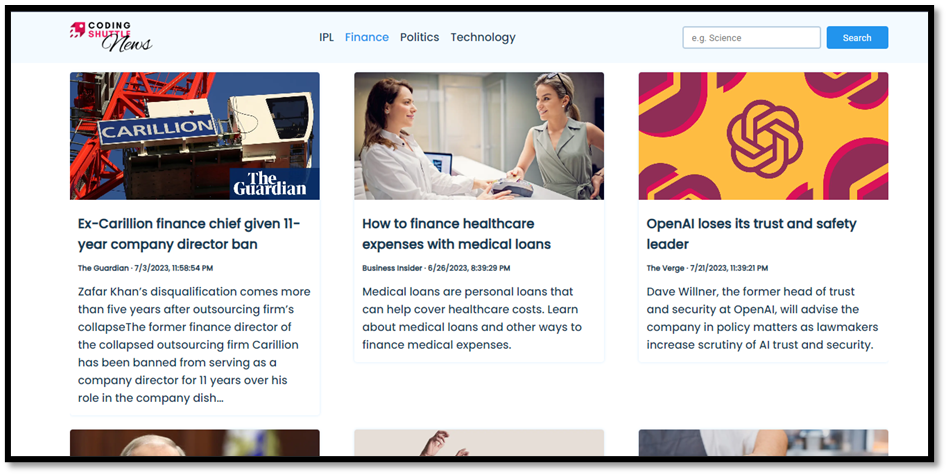 CODING
SHUTTLE
News
IPL
Finance
Politics
Technology
e.g. Science
Search
CARILLION
The
Guardian
Ex-Carillion finance chief given 11-
year company director ban
The Guardian · 7/3/2023, 11:58:54 PM
Zafar Khan’s disqualification comes more
than five years after outsourcing firm’s
collapseThe former finance director of
the collapsed outsourcing firm Carillion
has been banned from serving as a
company director for 11 years over his
role in the company dish…
How to finance healthcare
expenses with medical loans
Business Insider · 6/26/2023, 8:39:29 PM
Medical loans are personal loans that
can help cover healthcare costs. Learn
about medical loans and other ways to
finance medical expenses.
OpenAI loses its trust and safety
leader
The Verge · 7/21/2023, 11:39:21 PM
Dave Willner, the former head of trust
and security at OpenAI, will advise the
company in policy matters as lawmakers
increase scrutiny of AI trust and security.